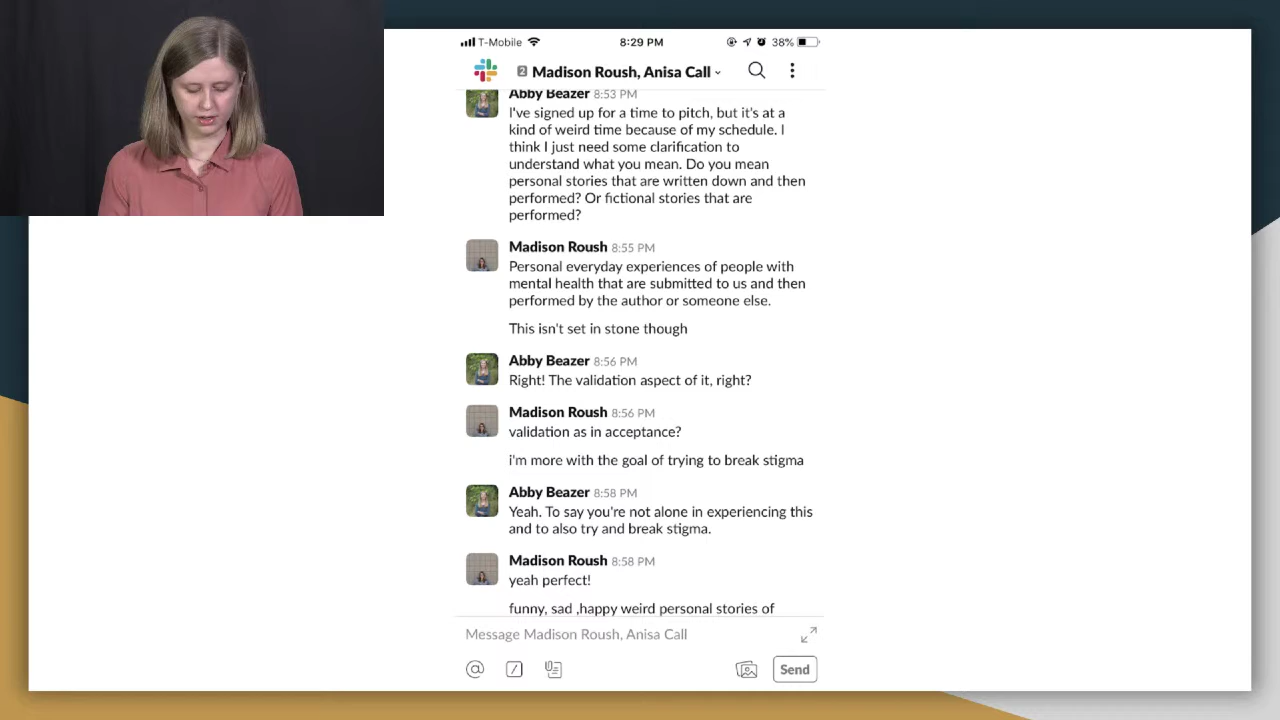 T-Mobile 8:29 PM 38%
2 Madison Roush, Anisa Call
Abby Beazer 8:53 PM
I've signed up for a time to pitch, but it's at a
kind of weird time because of my schedule. I
think I just need some clarification to
understand what you mean. Do you mean
personal stories that are written down and then
performed? Or fictional stories that are
performed?
Madison Roush 8:55 PM
Personal everyday experiences of people with
mental health that are submitted to us and then
performed by the author or someone else.
This isn't set in stone though
Abby Beazer 8:56 PM
Right! The validation aspect of it, right?
Madison Roush 8:56 PM
validation as in acceptance?
i'm more with the goal of trying to break stigma
Abby Beazer 8:58 PM
Yeah. To say you're not alone in experiencing this
and to also try and break stigma.
Madison Roush 8:58 PM
yeah perfect!
funny, sad ,happy weird personal stories of
Message Madison Roush, Anisa Call
@ / Send